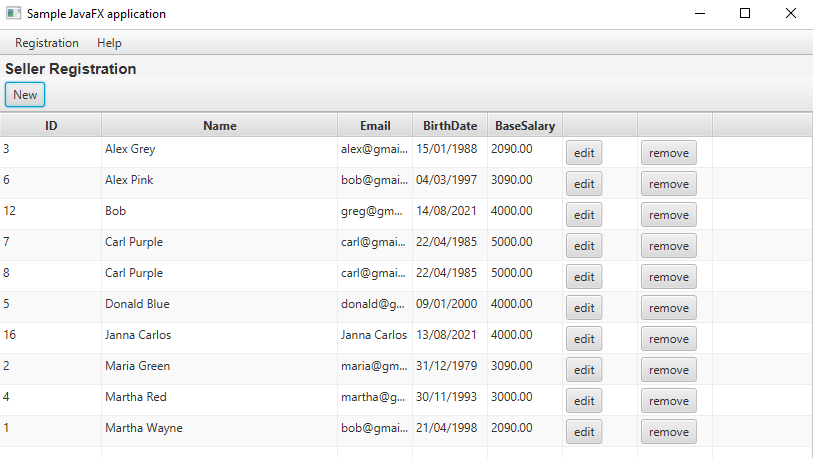 Sample JavaFX application
Registration Help
Seller Registration
New
ID Name Email BirthDate BaseSalary
3 Alex Grey alex@gmai... 15/01/1988 2090.00 edit remove
6 Alex Pink bob@gmai... 04/03/1997 3090.00 edit remove
12 Bob greg@gm... 14/08/2021 4000.00 edit remove
7 Carl Purple carl@gmai... 22/04/1985 5000.00 edit remove
8 Carl Purple carl@gmai... 22/04/1985 5000.00 edit remove
5 Donald Blue donald@g... 09/01/2000 4000.00 edit remove
16 Janna Carlos Janna Carlos 13/08/2021 4000.00 edit remove
2 Maria Green maria@gm... 31/12/1979 3090.00 edit remove
4 Martha Red martha@g... 30/11/1993 3000.00 edit remove
1 Martha Wayne bob@gmai... 21/04/1998 2090.00 edit remove